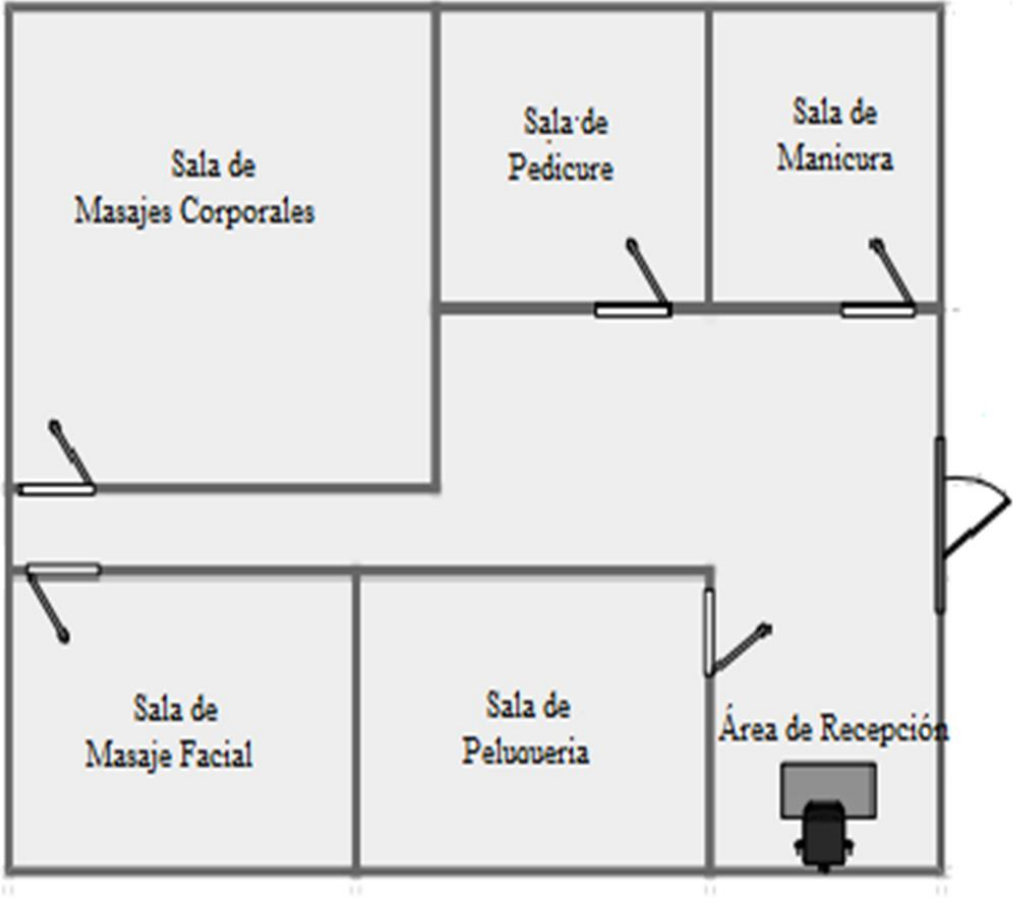 Sala de
Masajes Corporales
Sala de
Pedicure
Sala de
Manicura
Sala de
Masaje Facial
Sala de
Peluqueria
Área de Recepción